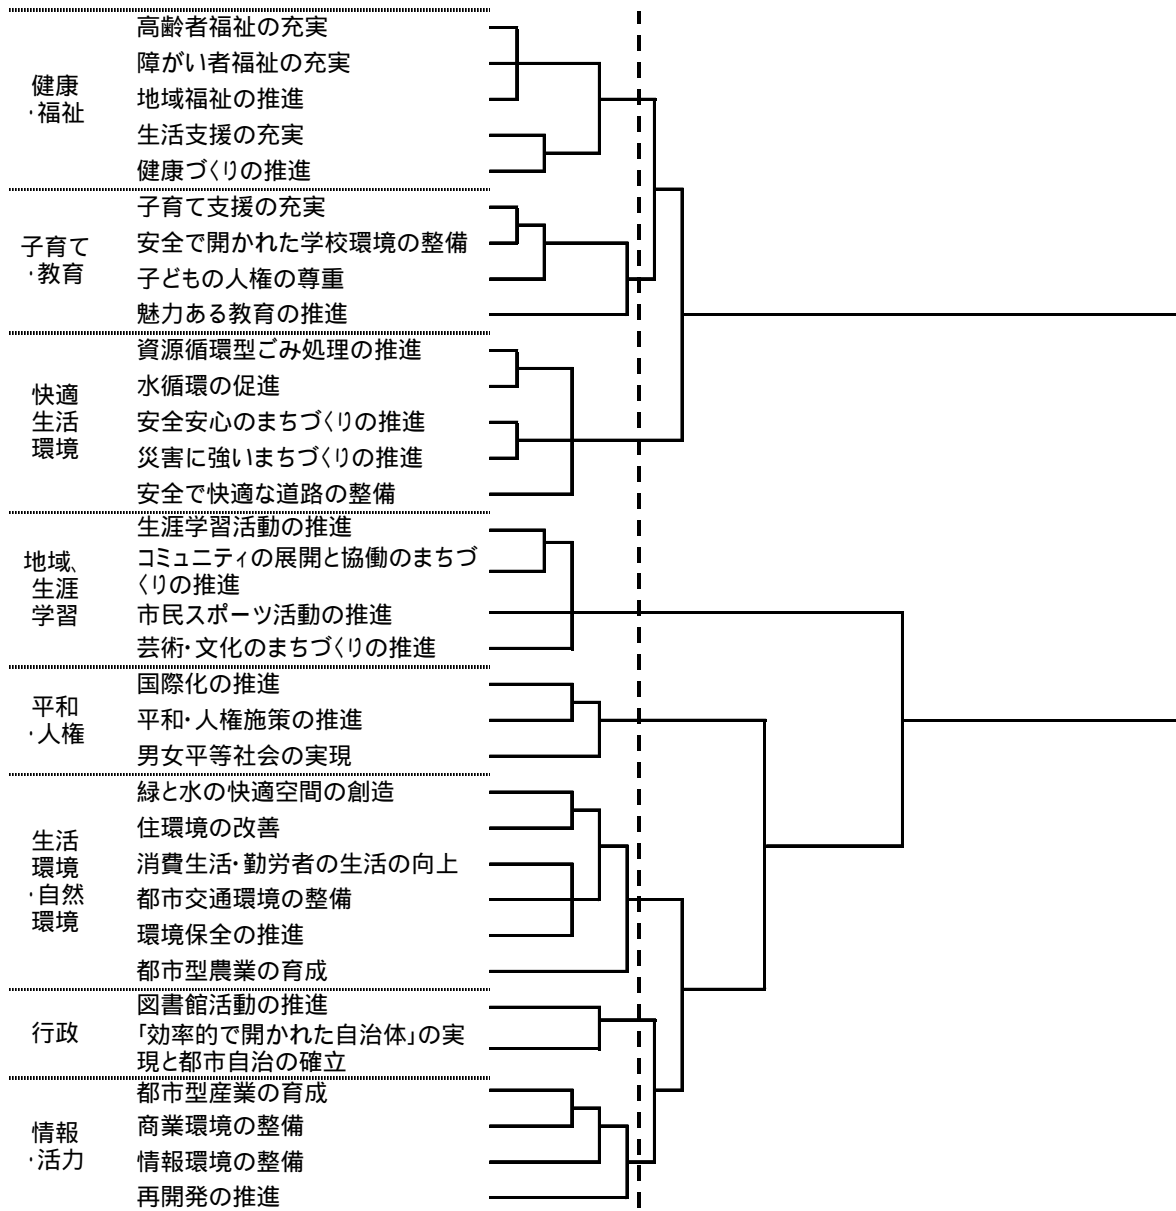 健康
・福祉
高齢者福祉の充実
障がい者福祉の充実
地域福祉の推進
生活支援の充実
健康づくりの推進
子育て
・教育
子育て支援の充実
安全で開かれた学校環境の整備
子どもの人権の尊重
魅力ある教育の推進
快適
生活
環境
資源循環型ごみ処理の推進
水循環の促進
安全安心のまちづくりの推進
災害に強いまちづくりの推進
安全で快適な道路の整備
地域、
生涯
学習
生涯学習活動の推進
コミュニティの展開と協働のまちづ
くりの推進
市民スポーツ活動の推進
芸術・文化のまちづくりの推進
平和
・人権
国際化の推進
平和・人権施策の推進
男女平等社会の実現
生活
環境
・自然
環境
緑と水の快適空間の創造
住環境の改善
消費生活・勤労者の生活の向上
都市交通環境の整備
環境保全の推進
都市型農業の育成
行政
図書館活動の推進
「効率的で開かれた自治体」の実
現と都市自治の確立
情報
・活力
都市型産業の育成
商業環境の整備
情報環境の整備
再開発の推進